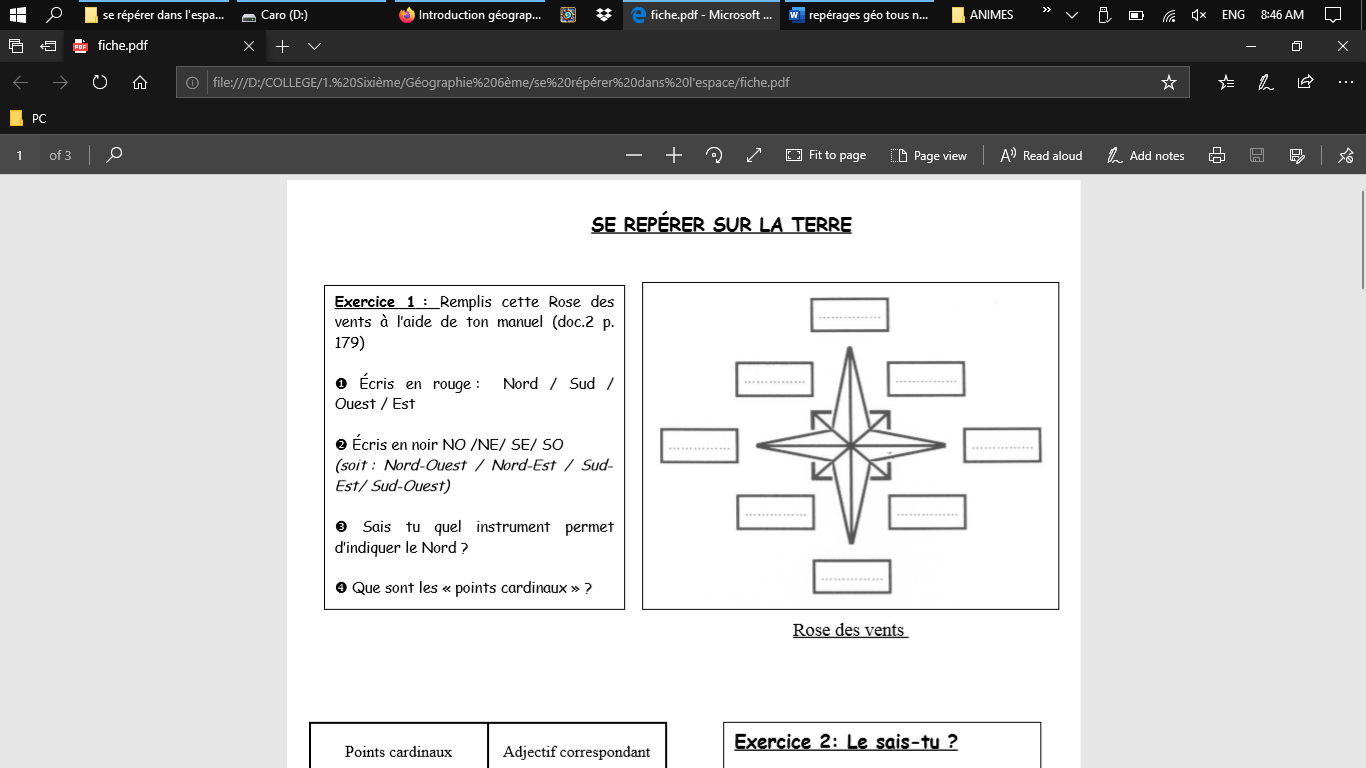 se répérer dans l'espa...
Caro (D:)
Introduction géograp...
fiche.pdf - Microsoft ...
repérages géo tous n...
ANIMES
ENG
8:46 AM
fiche.pdf
file:///D:/COLLEGE/1.%20Sixième/Géographie%206ème/se%20répérer%20dans%20l'espace/fiche.pdf
PC
1 of 3
Fit to page
Page view
Read aloud
Add notes
SE REPÉRER SUR LA TERRE
Exercice 1 : Remplis cette Rose des
vents à l'aide de ton manuel (doc.2 p.
179)
❶ Écris en rouge : Nord / Sud /
Ouest / Est
❷ Écris en noir NO /NE/ SE/ SO
(soit : Nord-Ouest / Nord-Est / Sud-
Est/ Sud-Ouest)
❸ Sais tu quel instrument permet
d'indiquer le Nord ?
❹ Que sont les « points cardinaux » ?
Rose des vents
Points cardinaux
Adjectif correspondant
Exercice 2: Le sais-tu ?